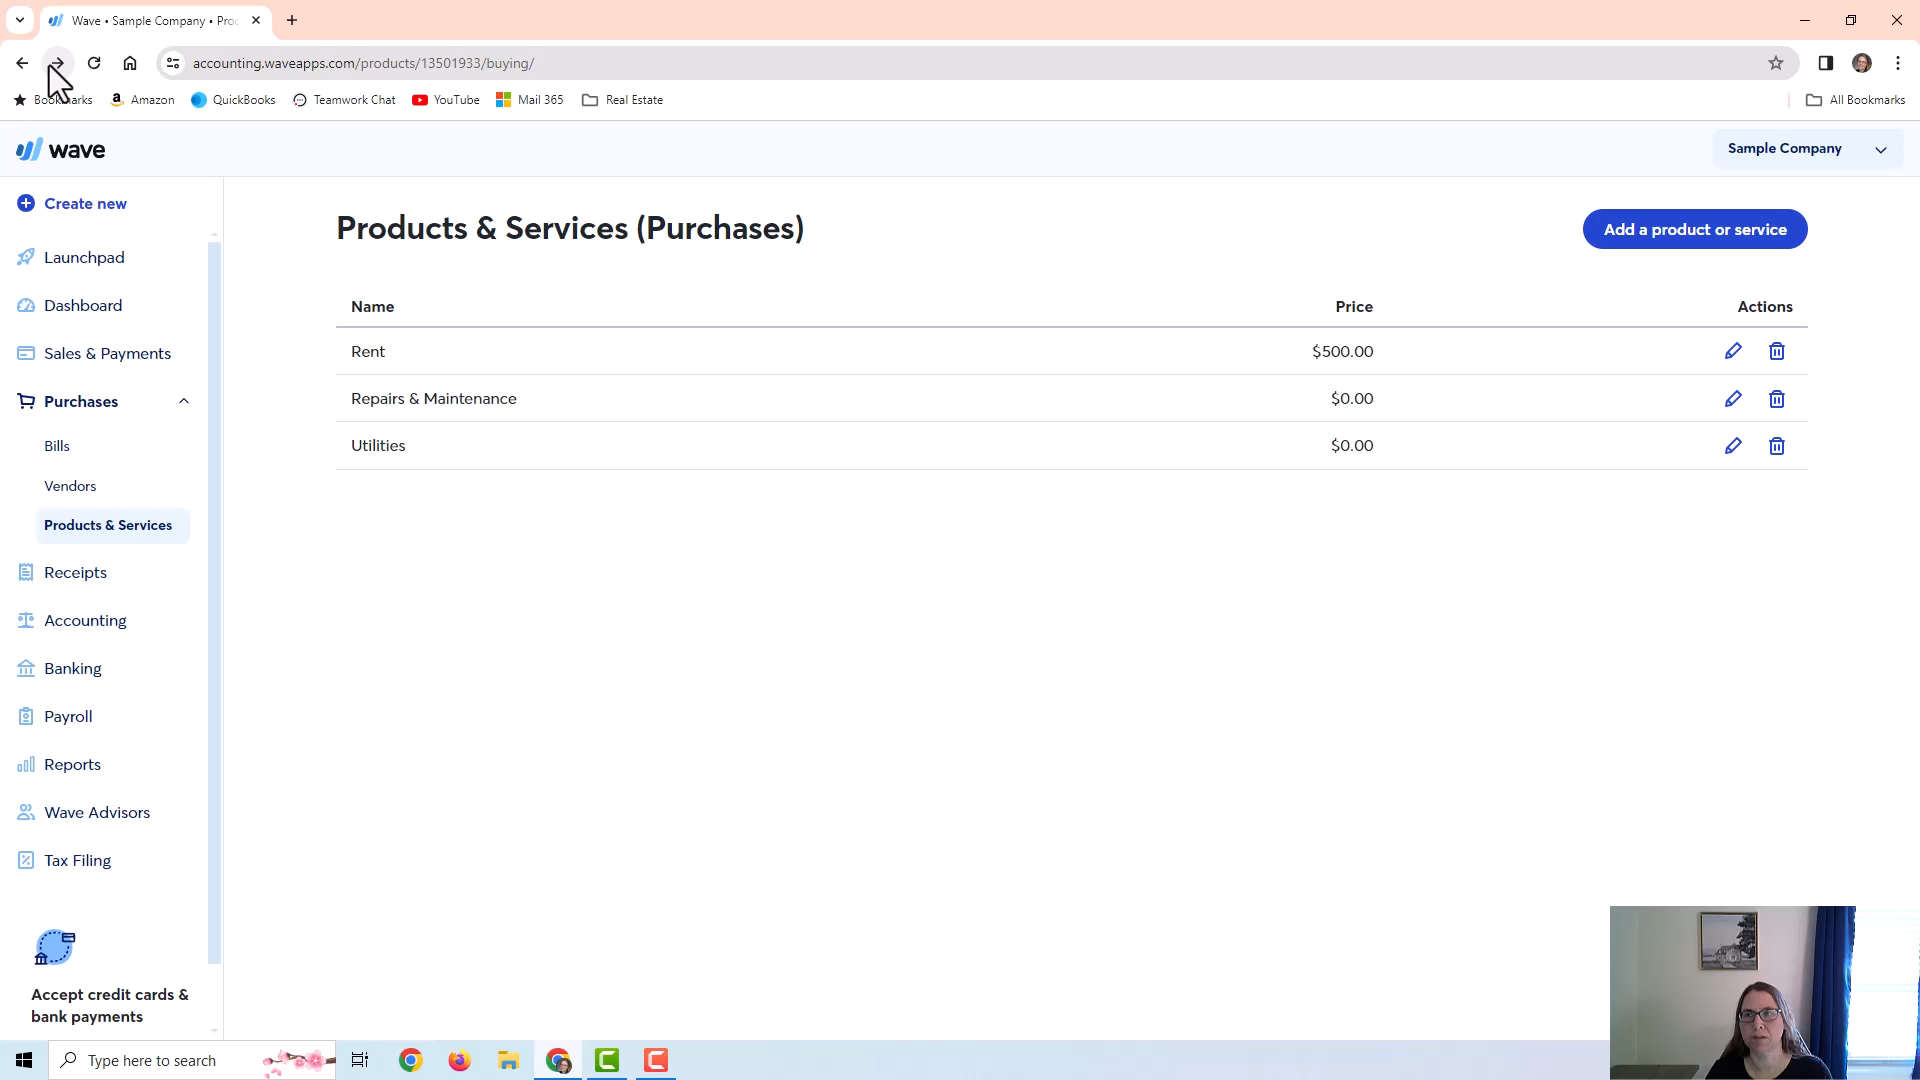 Wave • Sample Company • Pro
accounting.waveapps.com/products/13501933/buying/
Bookmarks
Amazon
QuickBooks
Teamwork Chat
YouTube
Mail 365
Real Estate
All Bookmarks
wave
Sample Company
Create new
Launchpad
Dashboard
Sales & Payments
Purchases
Bills
Vendors
Products & Services
Receipts
Accounting
Banking
Payroll
Reports
Wave Advisors
Tax Filing
Accept credit cards &
bank payments
Products & Services (Purchases)
Add a product or service
Name Price Actions
Rent $500.00
Repairs & Maintenance $0.00
Utilities $0.00
Type here to search